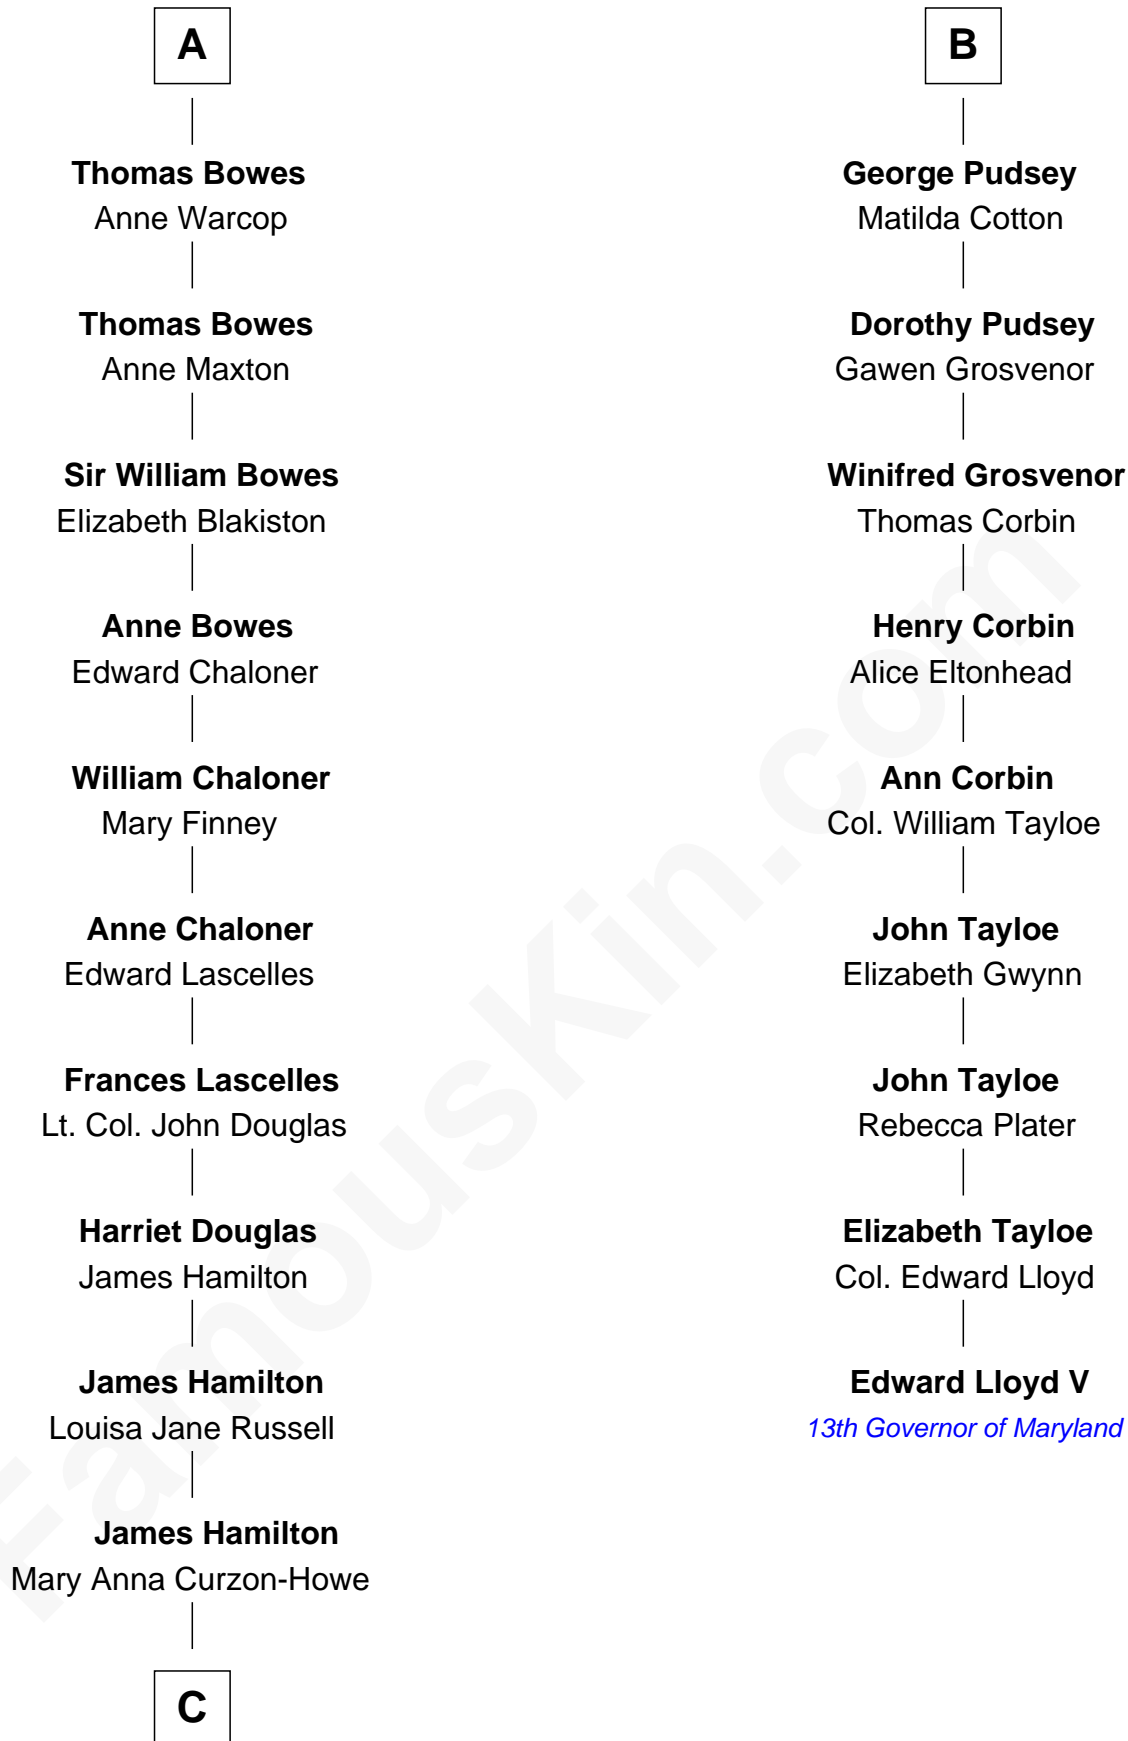 A
Thomas Bowes
Anne Warcop
Thomas Bowes
Anne Maxton
Sir William Bowes
Elizabeth Blakiston
Anne Bowes
Edward Chaloner
William Chaloner
Mary Finney
Anne Chaloner
Edward Lascelles
Frances Lascelles
Lt. Col. John Douglas
Harriet Douglas
James Hamilton
James Hamilton
Louisa Jane Russell
James Hamilton
Mary Anna Curzon-Howe
C
B
George Pudsey
Matilda Cotton
Dorothy Pudsey
Gawen Grosvenor
Winifred Grosvenor
Thomas Corbin
Henry Corbin
Alice Eltonhead
Ann Corbin
Col. William Tayloe
John Tayloe
Elizabeth Gwynn
John Tayloe
Rebecca Plater
Elizabeth Tayloe
Col. Edward Lloyd
Edward Lloyd V
13th Governor of Maryland
FamousKin.com